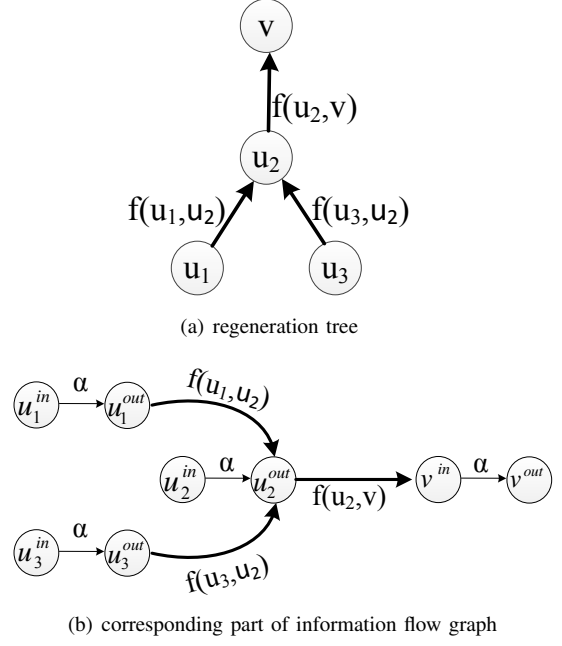 v
f(u₂,v)
u₂
f(u₁,u₂) f(u₃,u₂)
u₁ u₃
(a) regeneration tree
u₁ⁱⁿ α u₁ᵒᵘᵗ f(u₁,u₂)
u₂ⁱⁿ α u₂ᵒᵘᵗ f(u₂,v) vⁱⁿ α vᵒᵘᵗ
u₃ⁱⁿ α u₃ᵒᵘᵗ f(u₃,u₂)
(b) corresponding part of information flow graph